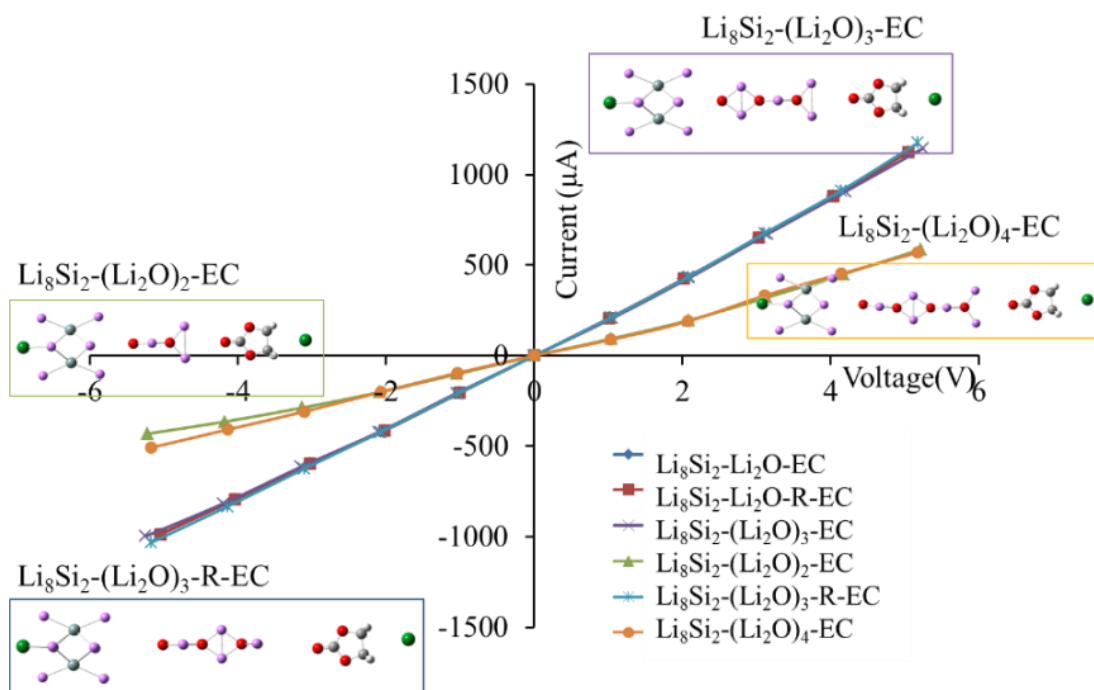 Li₈Si₂-(Li₂O)₃-EC
1500
1000
500
0
-500
-1000
-1500
Current (µA)
Li₈Si₂-(Li₂O)₄-EC
Li₈Si₂-(Li₂O)₂-EC
-6 -4 -2 0 2 4 6
Voltage(V)
Li₈Si₂-Li₂O-EC
Li₈Si₂-Li₂O-R-EC
Li₈Si₂-(Li₂O)₃-EC
Li₈Si₂-(Li₂O)₂-EC
Li₈Si₂-(Li₂O)₃-R-EC
Li₈Si₂-(Li₂O)₄-EC
Li₈Si₂-(Li₂O)₃-R-EC